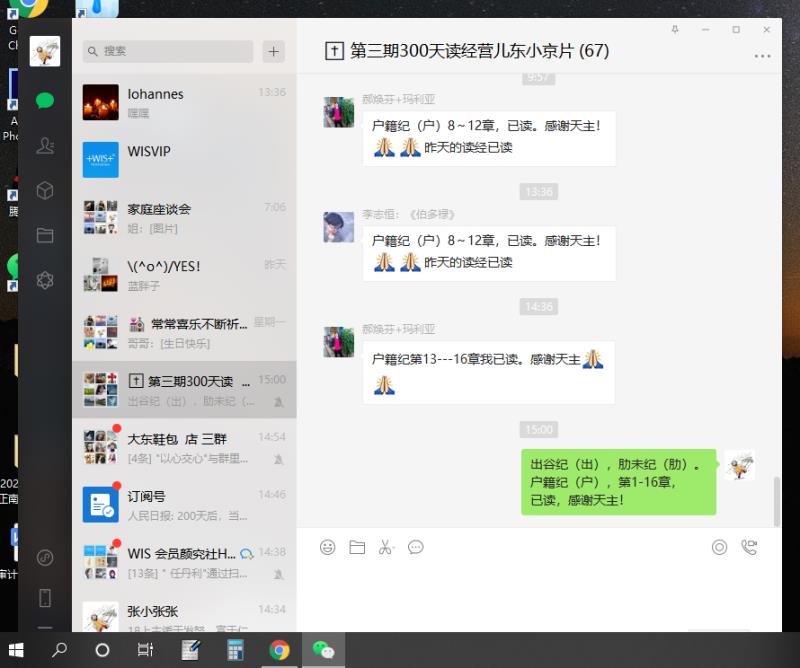 搜索
Iohannes
13:36
嘿嘿
+WIS+
WISVIP
家庭座谈会
7:06
姐: [图片]
\(^o^)/YES!
昨天
蓝胖子
常常喜乐不断祈...
星期一
哥哥: [生日快乐]
第三期300天读 ...
15:00
出谷纪（出）, 肋未纪（...
大东鞋包 店 三群
14:54
[4条] "以心交心"与群里...
订阅号
14:46
人民日报: 200天后，当...
WIS 会员颜究社H...
14:38
[13条] " 任丹利"通过扫...
张小张张
14:34
第三期300天读经营儿东小京片 (67)
9:57
郝焕芬+玛利亚
户籍纪（户）8～12章，已读。感谢天主！
昨天的读经已读
13:36
李志恒: 《伯多禄》
户籍纪（户）8～12章，已读。感谢天主！
昨天的读经已读
14:36
郝焕芬+玛利亚
户籍纪第13---16章我已读。感谢天主
15:00
出谷纪（出）, 肋未纪（肋）。
户籍纪（户）, 第1-16章,
已读, 感谢天主！